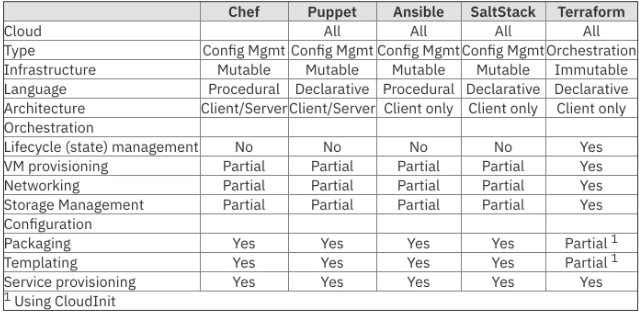 Chef Puppet Ansible SaltStack Terraform
Cloud All All All All
Type Config Mgmt Config Mgmt Config Mgmt Config Mgmt Orchestration
Infrastructure Mutable Mutable Mutable Mutable Immutable
Language Procedural Declarative Procedural Declarative Declarative
Architecture Client/Server Client/Server Client only Client only Client only
Orchestration
Lifecycle (state) management No No No No Yes
VM provisioning Partial Partial Partial Partial Yes
Networking Partial Partial Partial Partial Yes
Storage Management Partial Partial Partial Partial Yes
Configuration
Packaging Yes Yes Yes Yes Partial 1
Templating Yes Yes Yes Yes Partial 1
Service provisioning Yes Yes Yes Yes Yes
1 Using CloudInit